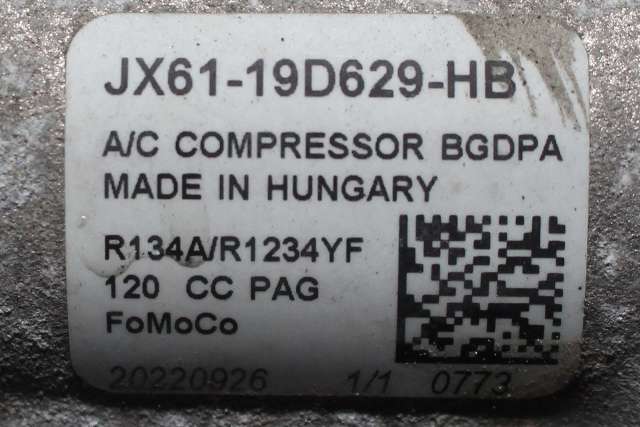 JX61-19D629-HB
A/C COMPRESSOR BGDPA
MADE IN HUNGARY
R134A/R1234YF
120 CC PAG
FoMoCo
20220926 1/1 0773